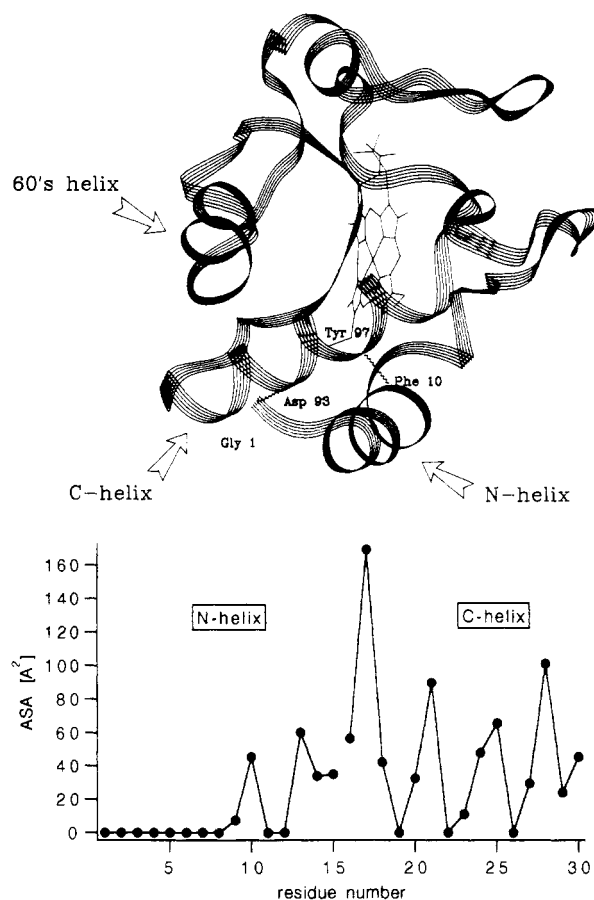 60's helix
Tyr 97
Phe 10
Asp 93
Gly 1
C-helix
N-helix
160
140
120
100
80
60
40
20
0
ASA [A²]
N-helix
C-helix
5
10
15
20
25
30
residue number